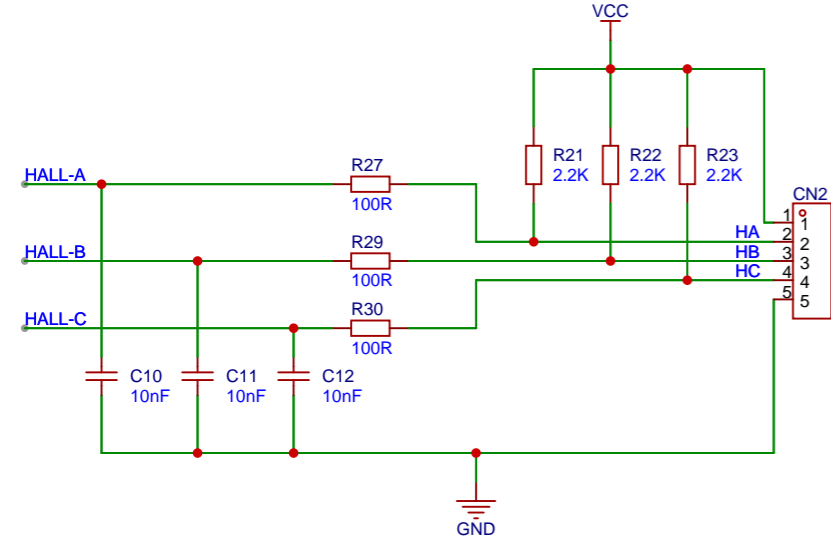 VCC
R21
2.2K
R22
2.2K
R23
2.2K
HALL-A
R27
100R
CN2
1
1
HA
2
2
HALL-B
R29
100R
HB
3
3
HC
4
4
HALL-C
R30
100R
5
5
C10
10nF
C11
10nF
C12
10nF
GND